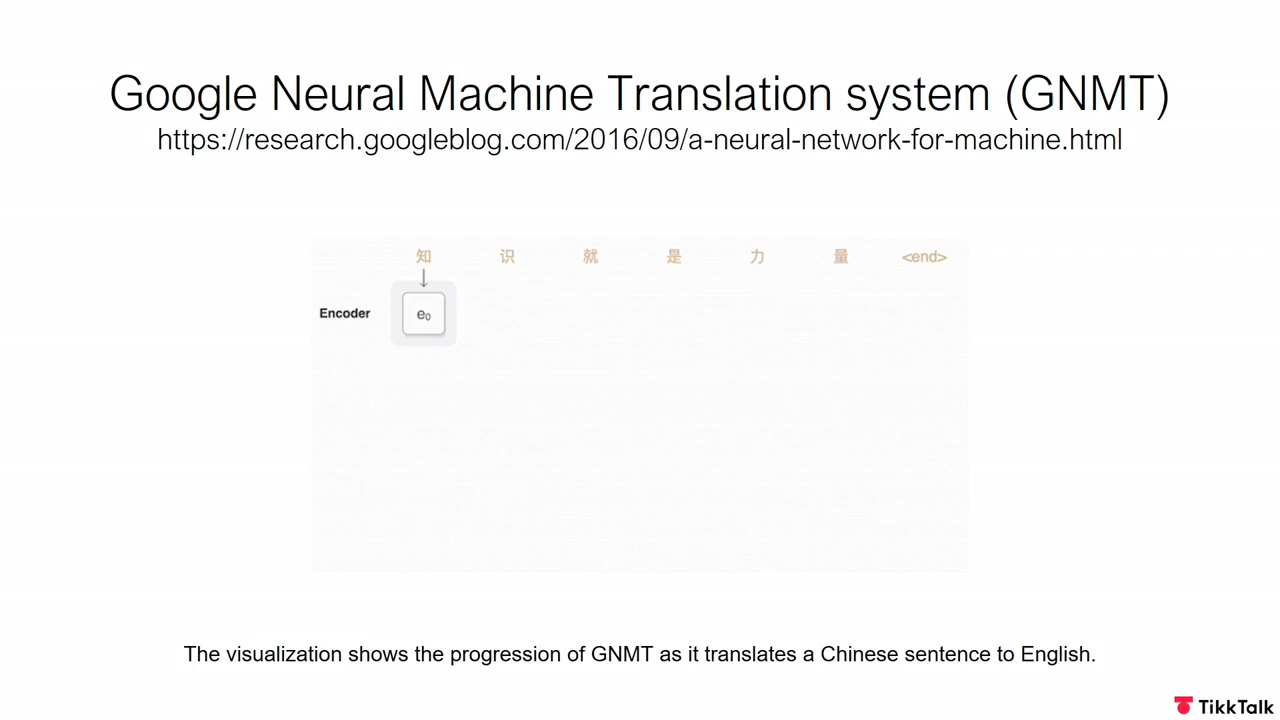 Google Neural Machine Translation system (GNMT)
https://research.googleblog.com/2016/09/a-neural-network-for-machine.html
知 识 就 是 力 量 <end>
Encoder e₀
The visualization shows the progression of GNMT as it translates a Chinese sentence to English.
TikkTalk